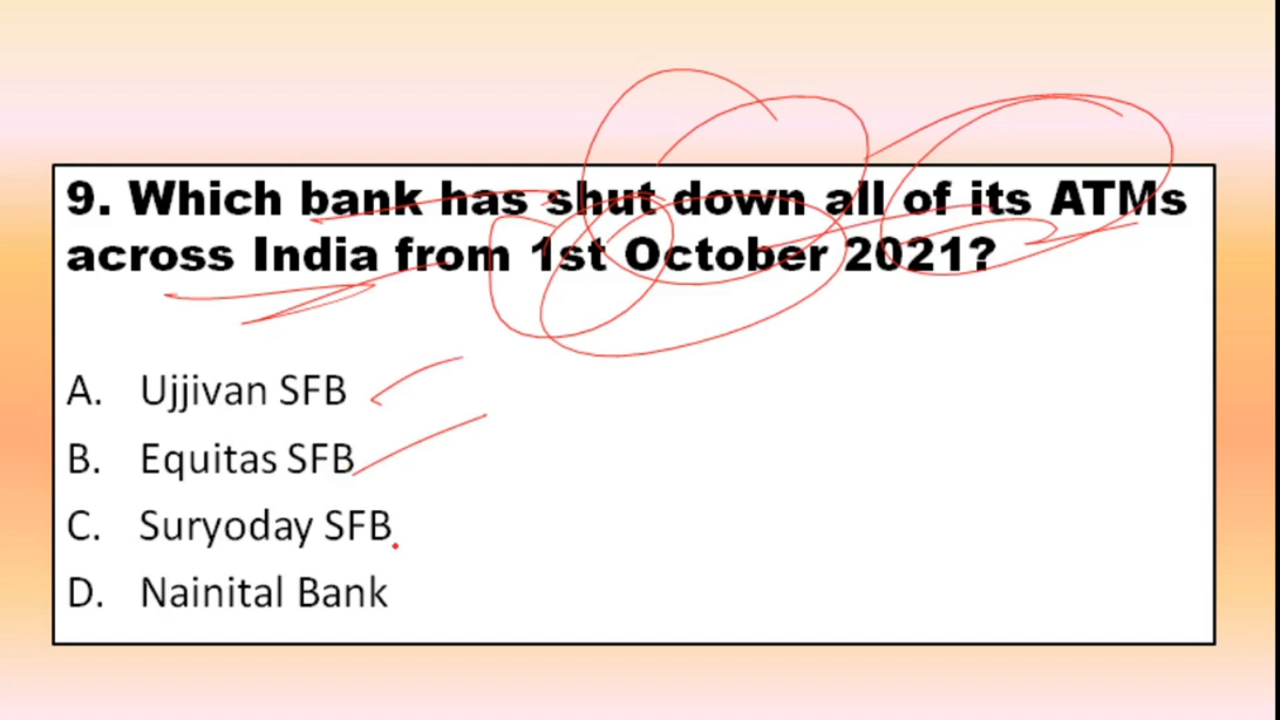 9. Which bank has shut down all of its ATMs
across India from 1st October 2021?
A. Ujjivan SFB
B. Equitas SFB
C. Suryoday SFB
D. Nainital Bank